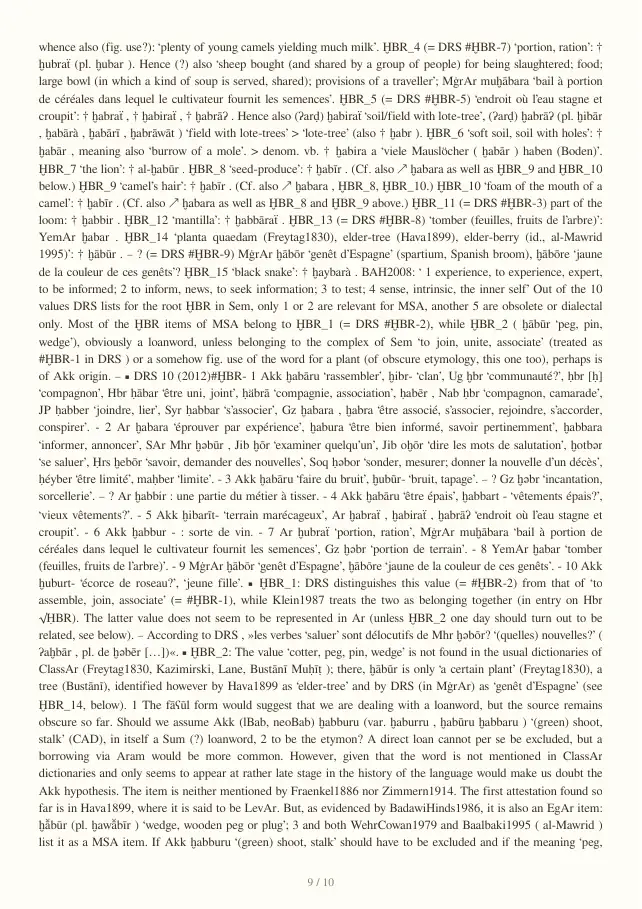 whence also (fig. use?): ‘plenty of young camels yielding much milk’. ḪBR_4 (= DRS #ḪBR-7) ‘portion, ration’: †
ḫubraẗ (pl. ḫubar ). Hence (?) also ‘sheep bought (and shared by a group of people) for being slaughtered; food;
large bowl (in which a kind of soup is served, shared); provisions of a traveller’; MġrAr muḫābara ‘bail à portion
de céréales dans lequel le cultivateur fournit les semences’. ḪBR_5 (= DRS #ḪBR-5) ‘endroit où l’eau stagne et
croupit’: † ḫabraẗ , † ḫabiraẗ , † ḫabrāʔ . Hence also (ʔarḍ) ḫabiraẗ ‘soil/field with lote-tree’, (ʔarḍ) ḫabrāʔ (pl. ḫibār
, ḫabārà , ḫabārī , ḫabrāwāt ) ‘field with lote-trees’ > ‘lote-tree’ (also † ḫabr ). ḪBR_6 ‘soft soil, soil with holes’: †
ḫabār , meaning also ‘burrow of a mole’. > denom. vb. † ḫabira a ‘viele Mauslöcher ( ḫabār ) haben (Boden)’.
ḪBR_7 ‘the lion’: † al-ḫabūr . ḪBR_8 ‘seed-produce’: † ḫabīr . (Cf. also ↗ ḫabara as well as ḪBR_9 and ḪBR_10
below.) ḪBR_9 ‘camel’s hair’: † ḫabīr . (Cf. also ↗ ḫabara , ḪBR_8, ḪBR_10.) ḪBR_10 ‘foam of the mouth of a
camel’: † ḫabīr . (Cf. also ↗ ḫabara as well as ḪBR_8 and ḪBR_9 above.) ḪBR_11 (= DRS #ḪBR-3) part of the
loom: † ḫabbir . ḪBR_12 ‘mantilla’: † ḫabbāraẗ . ḪBR_13 (= DRS #ḪBR-8) ‘tomber (feuilles, fruits de l’arbre)’:
YemAr ḫabar . ḪBR_14 ‘planta quaedam (Freytag1830), elder-tree (Hava1899), elder-berry (id., al-Mawrid
1995)’: † ḫābūr . – ? (= DRS #ḪBR-9) MġrAr ḫābōr ‘genêt d’Espagne’ (spartium, Spanish broom), ḫābōre ‘jaune
de la couleur de ces genêts’? ḪBR_15 ‘black snake’: † ḫaybarà . BAH2008: ‘ 1 experience, to experience, expert,
to be informed; 2 to inform, news, to seek information; 3 to test; 4 sense, intrinsic, the inner self’ Out of the 10
values DRS lists for the root ḪBR in Sem, only 1 or 2 are relevant for MSA, another 5 are obsolete or dialectal
only. Most of the ḪBR items of MSA belong to ḪBR_1 (= DRS #ḪBR-2), while ḪBR_2 ( ḫābūr ‘peg, pin,
wedge’), obviously a loanword, unless belonging to the complex of Sem ‘to join, unite, associate’ (treated as
#ḪBR-1 in DRS ) or a somehow fig. use of the word for a plant (of obscure etymology, this one too), perhaps is
of Akk origin. – ▪ DRS 10 (2012)#ḪBR- 1 Akk ḫabāru ‘rassembler’, ḫibr- ‘clan’, Ug ḫbr ‘communauté?’, ḥbr [ḫ]
‘compagnon’, Hbr ḥābar ‘être uni, joint’, ḥäbrā ‘compagnie, association’, ḥabēr , Nab ḥbr ‘compagnon, camarade’,
JP ḥabber ‘joindre, lier’, Syr ḥabbar ‘s’associer’, Gz ḫabara , ḫabra ‘être associé, s’associer, rejoindre, s’accorder,
conspirer’. - 2 Ar ḫabara ‘éprouver par expérience’, ḫabura ‘être bien informé, savoir pertinemment’, ḫabbara
‘informer, annoncer’, SAr Mhr ḫəbūr , Jib ḫōr ‘examiner quelqu’un’, Jib oḫōr ‘dire les mots de salutation’, ḫotbər
‘se saluer’, Ḥrs ḫebōr ‘savoir, demander des nouvelles’, Soq ḥəbor ‘sonder, mesurer; donner la nouvelle d’un décès’,
ḥéyber ‘être limité’, maḥber ‘limite’. - 3 Akk ḫabāru ‘faire du bruit’, ḫubūr- ‘bruit, tapage’. – ? Gz ḫəbr ‘incantation,
sorcellerie’. – ? Ar ḫabbir : une partie du métier à tisser. - 4 Akk ḫabāru ‘être épais’, ḫabbart - ‘vêtements épais?’,
‘vieux vêtements?’. - 5 Akk ḫibarīt- ‘terrain marécageux’, Ar ḫabraẗ , ḫabiraẗ , ḫabrāʔ ‘endroit où l’eau stagne et
croupit’. - 6 Akk ḫabbur - : sorte de vin. - 7 Ar ḫubraẗ ‘portion, ration’, MġrAr muḫābara ‘bail à portion de
céréales dans lequel le cultivateur fournit les semences’, Gz ḫəbr ‘portion de terrain’. - 8 YemAr ḫabar ‘tomber
(feuilles, fruits de l’arbre)’. - 9 MġrAr ḫābōr ‘genêt d’Espagne’, ḫābōre ‘jaune de la couleur de ces genêts’. - 10 Akk
ḫuburt- ‘écorce de roseau?’, ‘jeune fille’. ▪ ḪBR_1: DRS distinguishes this value (= #ḪBR-2) from that of ‘to
assemble, join, associate’ (= #ḪBR-1), while Klein1987 treats the two as belonging together (in entry on Hbr
√ḤBR). The latter value does not seem to be represented in Ar (unless ḪBR_2 one day should turn out to be
related, see below). – According to DRS , »les verbes ‘saluer’ sont délocutifs de Mhr ḫəbōr? ‘(quelles) nouvelles?’ (
ʔaḫbār , pl. de ḫəbēr […])«. ▪ ḪBR_2: The value ‘cotter, peg, pin, wedge’ is not found in the usual dictionaries of
ClassAr (Freytag1830, Kazimirski, Lane, Bustānī Muḥīṭ ); there, ḫābūr is only ‘a certain plant’ (Freytag1830), a
tree (Bustānī), identified however by Hava1899 as ‘elder-tree’ and by DRS (in MġrAr) as ‘genêt d’Espagne’ (see
ḪBR_14, below). 1 The fāʕūl form would suggest that we are dealing with a loanword, but the source remains
obscure so far. Should we assume Akk (lBab, neoBab) ḫabburu (var. ḫaburru , ḫabūru ḫabbaru ) ‘(green) shoot,
stalk’ (CAD), in itself a Sum (?) loanword, 2 to be the etymon? A direct loan cannot per se be excluded, but a
borrowing via Aram would be more common. However, given that the word is not mentioned in ClassAr
dictionaries and only seems to appear at rather late stage in the history of the language would make us doubt the
Akk hypothesis. The item is neither mentioned by Fraenkel1886 nor Zimmern1914. The first attestation found so
far is in Hava1899, where it is said to be LevAr. But, as evidenced by BadawiHinds1986, it is also an EgAr item:
ḫā̆būr (pl. ḫawā̆bīr ) ‘wedge, wooden peg or plug’; 3 and both WehrCowan1979 and Baalbaki1995 ( al-Mawrid )
list it as a MSA item. If Akk ḫabburu ‘(green) shoot, stalk’ should have to be excluded and if the meaning ‘peg,
9 / 10